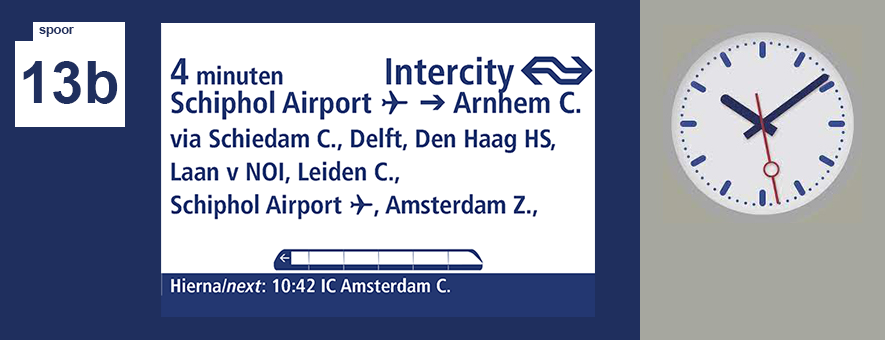 spoor
13b
4 minuten Intercity
Schiphol Airport ✈ ➔ Arnhem C.
via Schiedam C., Delft, Den Haag HS,
Laan v NOI, Leiden C.,
Schiphol Airport ✈, Amsterdam Z.,
←
Hierna/next: 10:42 IC Amsterdam C.